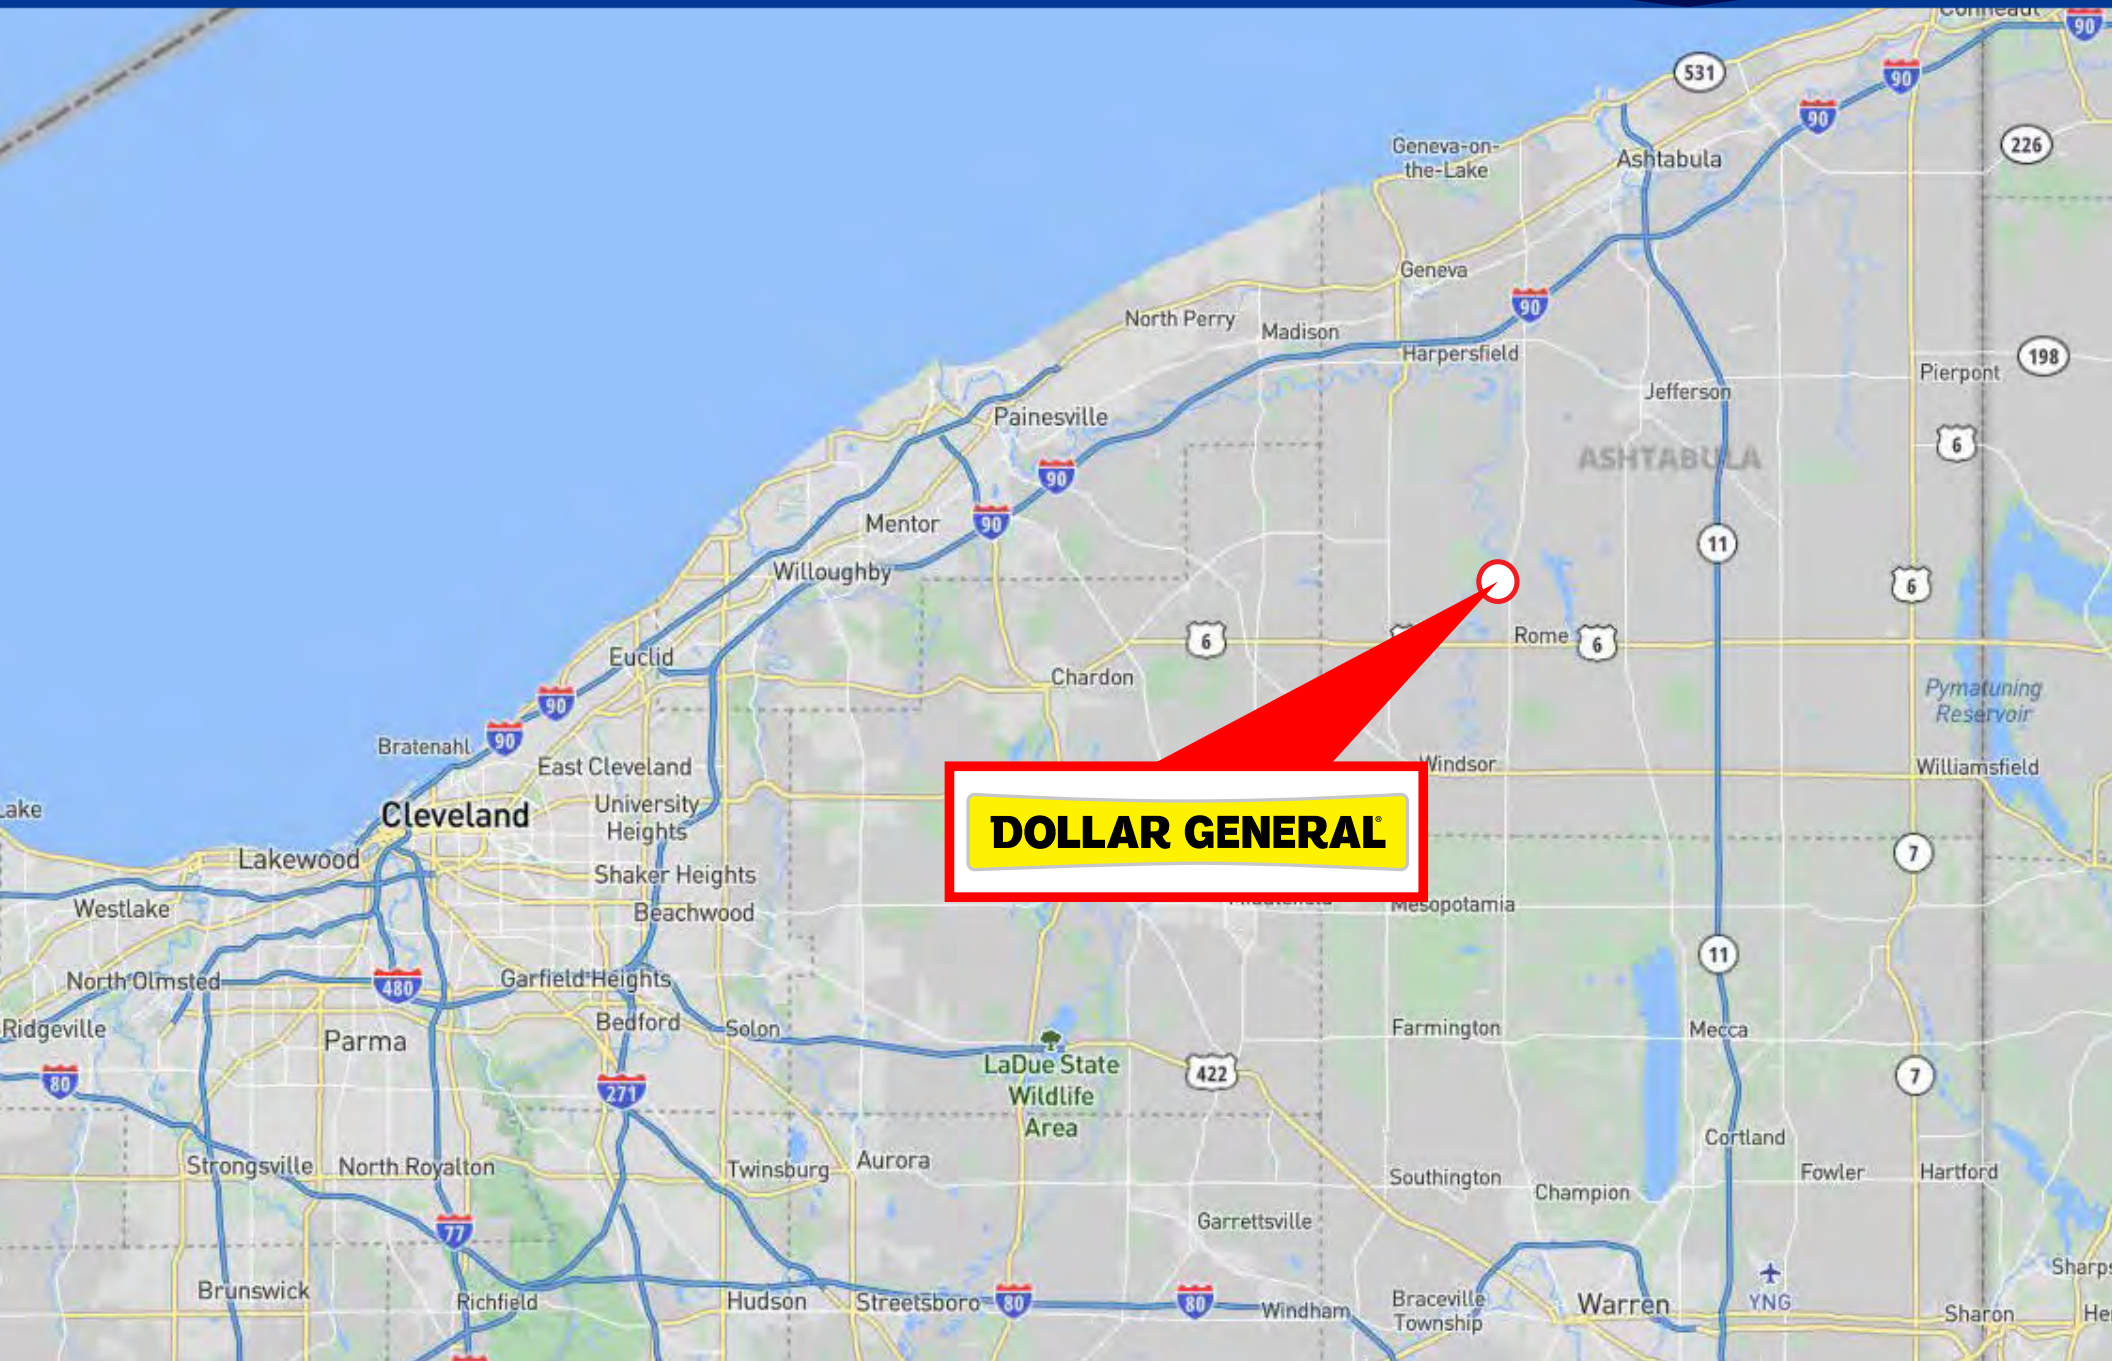 Conneaut
90
531
90
90
226
Geneva-on-
the-Lake
Ashtabula
Geneva
90
North Perry
Madison
Harpersfield
198
Pierpont
Jefferson
Painesville
ASHTABULA
6
90
Mentor
90
11
Willoughby
6
6
Rome
6
Euclid
Chardon
Pymatuning
Reservoir
90
90
Bratenahl
East Cleveland
Windsor
Williamsfield
Lake
University
Heights
Cleveland
DOLLAR GENERAL®
7
Lakewood
Shaker Heights
Westlake
Beachwood
Mesopotamia
11
North Olmsted
480
Garfield Heights
Ridgeville
Parma
Bedford
Solon
Farmington
Mecca
LaDue State
Wildlife
Area
422
80
271
7
Cortland
Strongsville
North Royalton
Twinsburg
Aurora
Southington
Champion
Fowler
Hartford
77
Garrettsville
Brunswick
Richfield
Hudson
Streetsboro
80
80
Windham
Braceville
Township
Warren
YNG
Sharon
Sharps
He